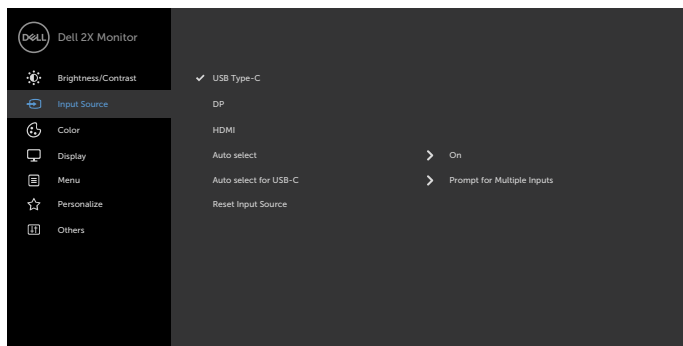 DELL Dell 2X Monitor
Brightness/Contrast
Input Source
Color
Display
Menu
Personalize
Others
USB Type-C
DP
HDMI
Auto select On
Auto select for USB-C Prompt for Multiple Inputs
Reset Input Source